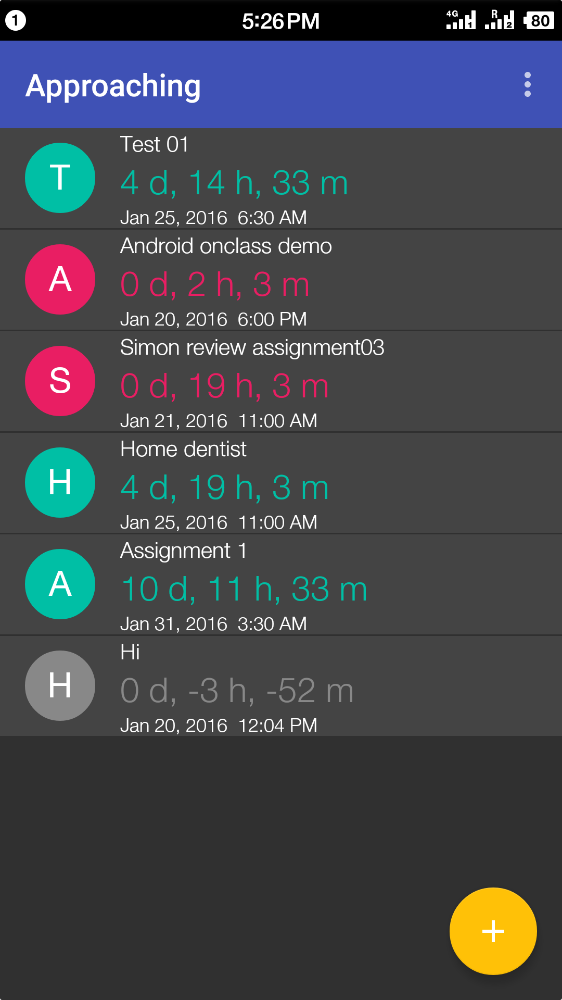 1 5:26PM 4G 1 R 2 80
Approaching
T
Test 01
4 d, 14 h, 33 m
Jan 25, 2016 6:30 AM
A
Android onclass demo
0 d, 2 h, 3 m
Jan 20, 2016 6:00 PM
S
Simon review assignment03
0 d, 19 h, 3 m
Jan 21, 2016 11:00 AM
H
Home dentist
4 d, 19 h, 3 m
Jan 25, 2016 11:00 AM
A
Assignment 1
10 d, 11 h, 33 m
Jan 31, 2016 3:30 AM
H
Hi
0 d, -3 h, -52 m
Jan 20, 2016 12:04 PM
+